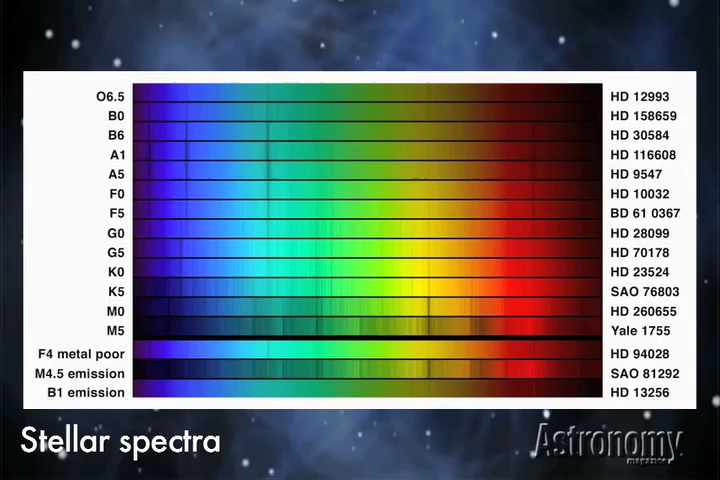 O6.5 HD 12993
B0 HD 158659
B6 HD 30584
A1 HD 116608
A5 HD 9547
F0 HD 10032
F5 BD 61 0367
G0 HD 28099
G5 HD 70178
K0 HD 23524
K5 SAO 76803
M0 HD 260655
M5 Yale 1755
F4 metal poor HD 94028
M4.5 emission SAO 81292
B1 emission HD 13256
Stellar spectra
Astronomy
magazine